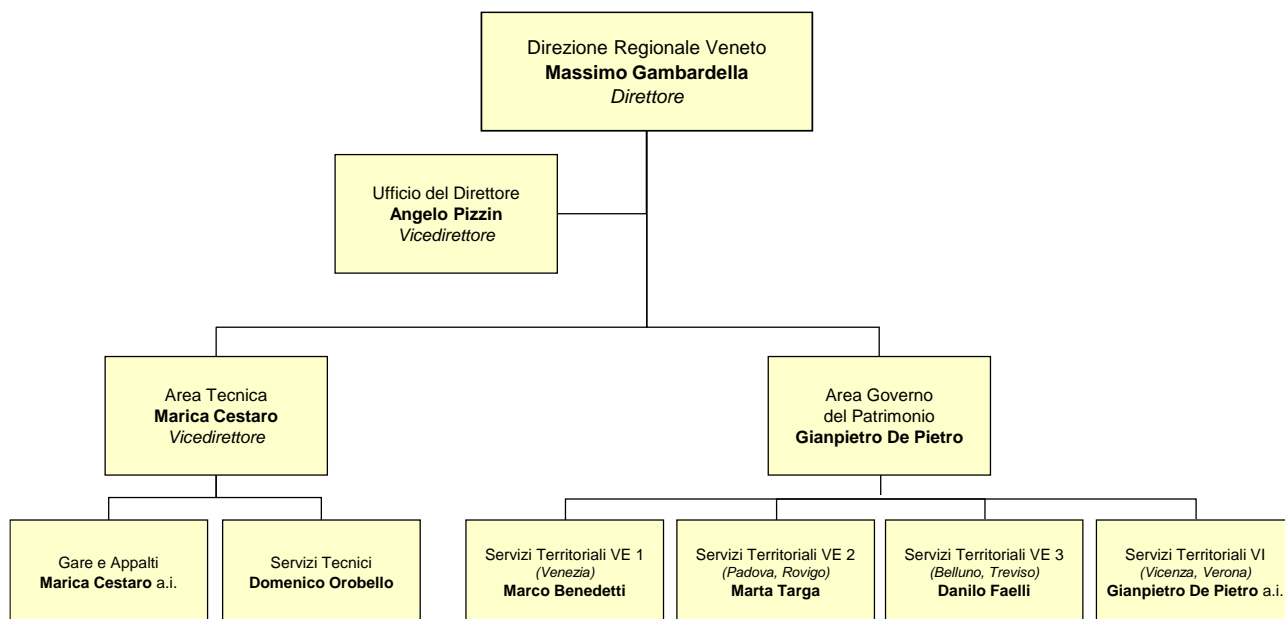 Direzione Regionale Veneto
Massimo Gambardella
Direttore
Ufficio del Direttore
Angelo Pizzin
Vicedirettore
Area Tecnica
Marica Cestaro
Vicedirettore
Area Governo
del Patrimonio
Gianpietro De Pietro
Gare e Appalti
Marica Cestaro a.i.
Servizi Tecnici
Domenico Orobello
Servizi Territoriali VE 1
(Venezia)
Marco Benedetti
Servizi Territoriali VE 2
(Padova, Rovigo)
Marta Targa
Servizi Territoriali VE 3
(Belluno, Treviso)
Danilo Faelli
Servizi Territoriali VI
(Vicenza, Verona)
Gianpietro De Pietro a.i.